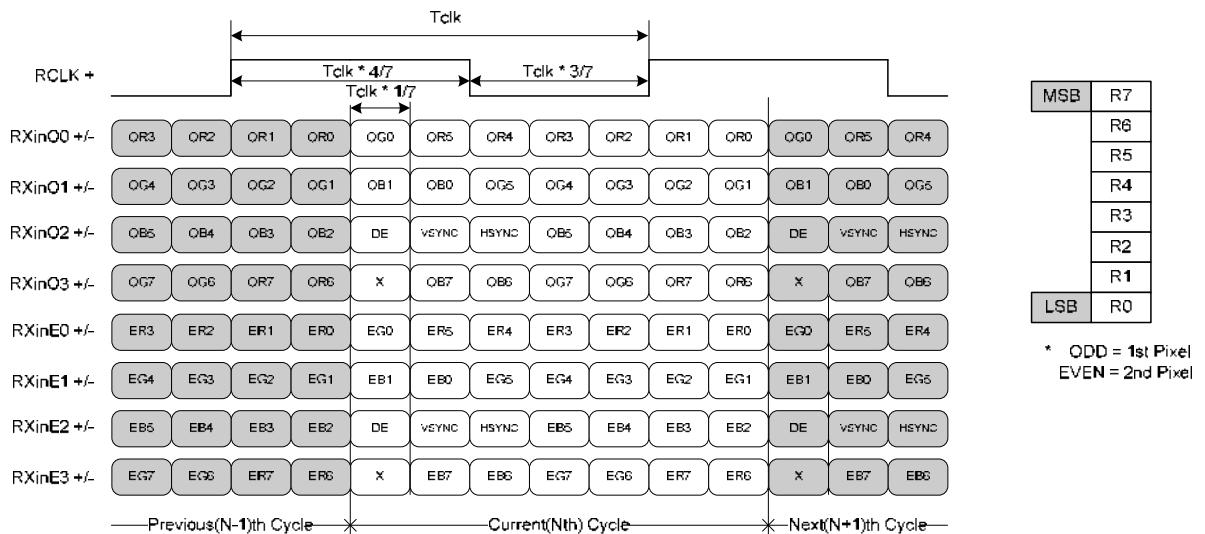 Tclk
RCLK +
Tclk * 4/7
Tclk * 3/7
Tclk * 1/7
RXinO0 +/- OR3 OR2 OR1 OR0 OG0 OR5 OR4 OR3 OR2 OR1 OR0 OG0 OR5 OR4
RXinO1 +/- OG4 OG3 OG2 OG1 OB1 OB0 OG5 OG4 OG3 OG2 OG1 OB1 OB0 OG5
RXinO2 +/- OB5 OB4 OB3 OB2 DE VSYNC HSYNC OB5 OB4 OB3 OB2 DE VSYNC HSYNC
RXinO3 +/- OG7 OG6 OR7 OR6 X OB7 OB6 OG7 OG6 OR7 OR6 X OB7 OB6
RXinE0 +/- ER3 ER2 ER1 ER0 EG0 ER5 ER4 ER3 ER2 ER1 ER0 EG0 ER5 ER4
RXinE1 +/- EG4 EG3 EG2 EG1 EB1 EB0 EG5 EG4 EG3 EG2 EG1 EB1 EB0 EG5
RXinE2 +/- EB5 EB4 EB3 EB2 DE VSYNC HSYNC EB5 EB4 EB3 EB2 DE VSYNC HSYNC
RXinE3 +/- EG7 EG6 ER7 ER6 X EB7 EB6 EG7 EG6 ER7 ER6 X EB7 EB6
Previous(N-1)th Cycle
Current(Nth) Cycle
Next(N+1)th Cycle
MSB R7
R6
R5
R4
R3
R2
R1
LSB R0
* ODD = 1st Pixel
EVEN = 2nd Pixel